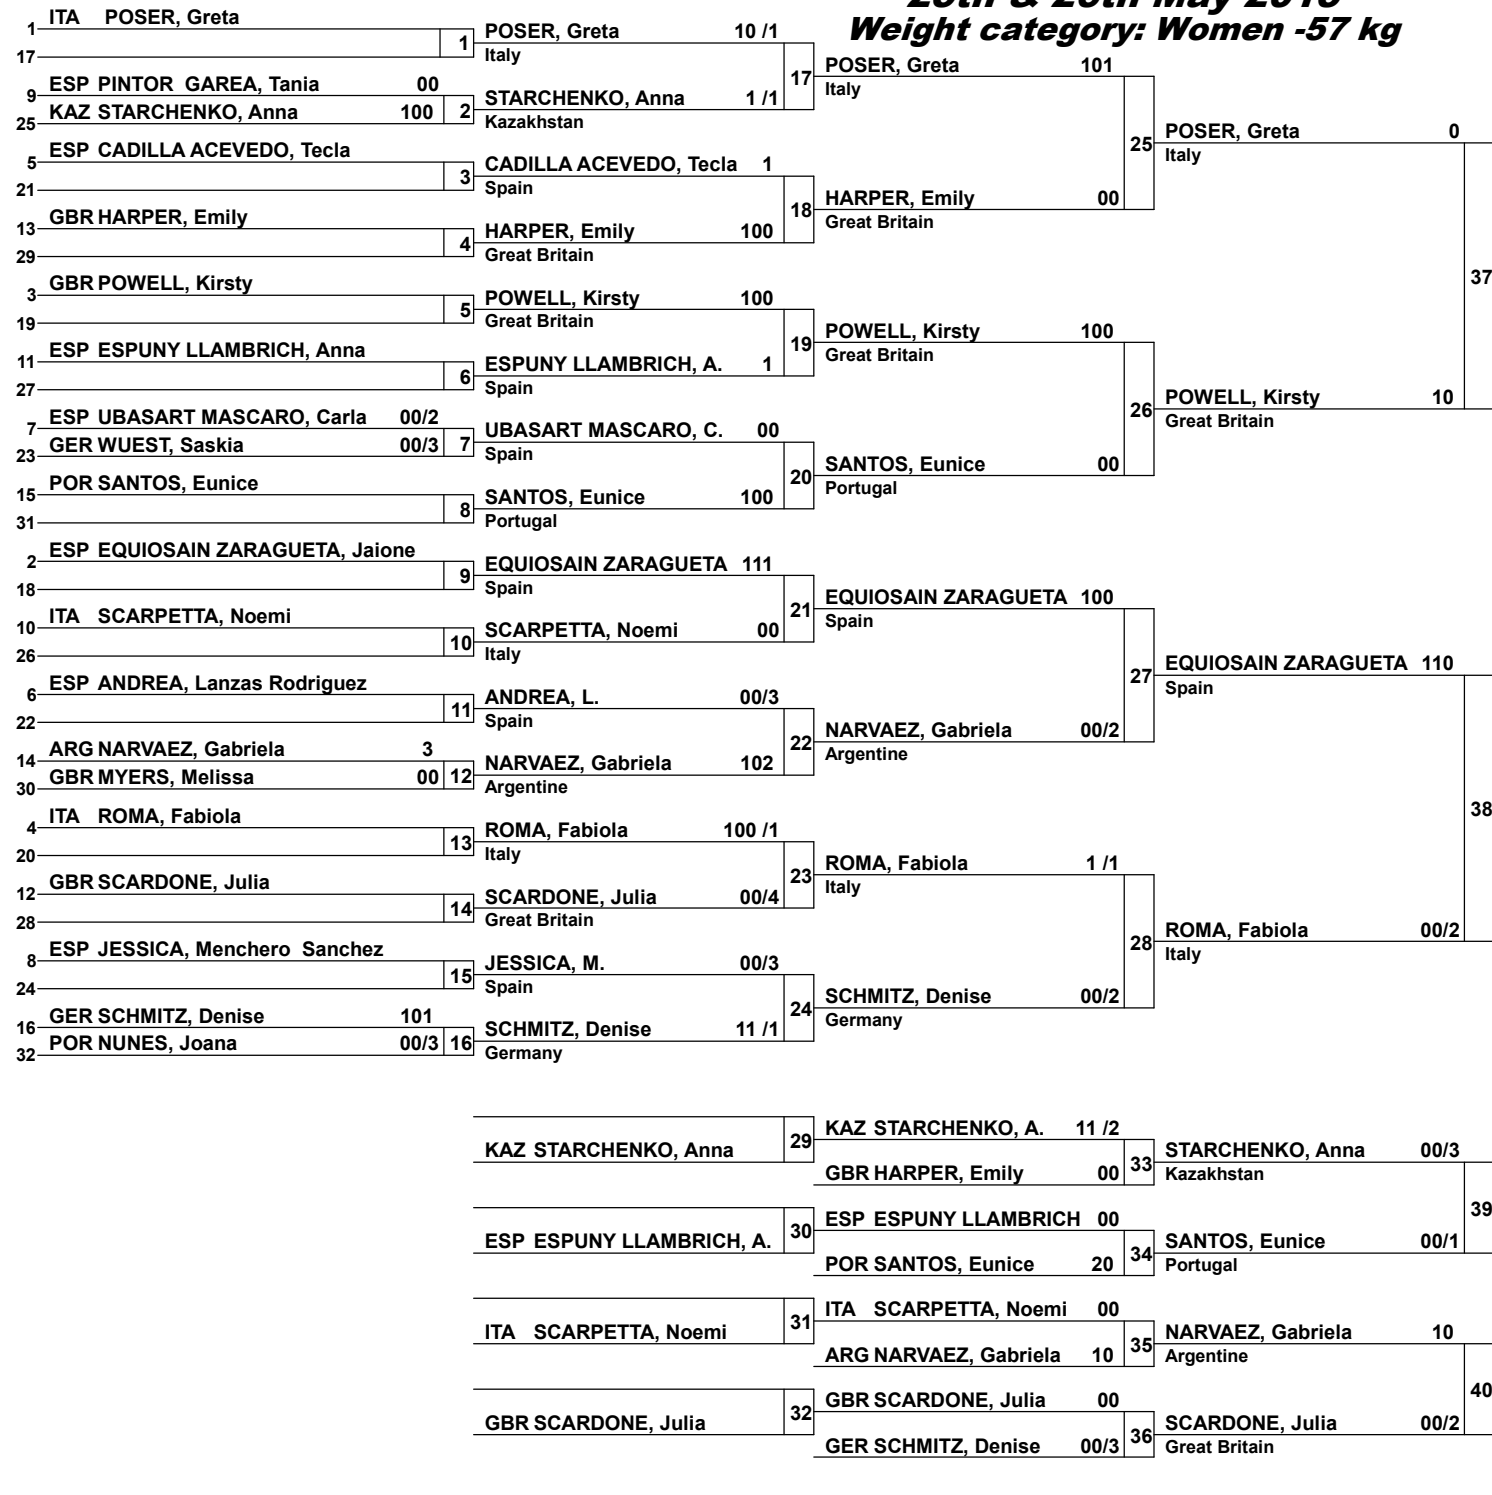 Weight category: Women -57 kg
1 ITA POSER, Greta
17
1
9 ESP PINTOR GAREA, Tania 00
25 KAZ STARCHENKO, Anna 100
2
5 ESP CADILLA ACEVEDO, Tecla
21
3
13 GBR HARPER, Emily
29
4
3 GBR POWELL, Kirsty
19
5
11 ESP ESPUNY LLAMBRICH, Anna
27
6
7 ESP UBASART MASCARO, Carla 00/2
23 GER WUEST, Saskia 00/3
7
15 POR SANTOS, Eunice
31
8
2 ESP EQUIOSAIN ZARAGUETA, Jaione
18
9
10 ITA SCARPETTA, Noemi
26
10
6 ESP ANDREA, Lanzas Rodriguez
22
11
14 ARG NARVAEZ, Gabriela 3
30 GBR MYERS, Melissa 00
12
4 ITA ROMA, Fabiola
20
13
12 GBR SCARDONE, Julia
28
14
8 ESP JESSICA, Menchero Sanchez
24
15
16 GER SCHMITZ, Denise 101
32 POR NUNES, Joana 00/3
16
POSER, Greta 10 /1
Italy
17
STARCHENKO, Anna 1 /1
Kazakhstan
CADILLA ACEVEDO, Tecla 1
Spain
18
HARPER, Emily 100
Great Britain
POWELL, Kirsty 100
Great Britain
19
ESPUNY LLAMBRICH, A. 1
Spain
UBASART MASCARO, C. 00
Spain
20
SANTOS, Eunice 100
Portugal
EQUIOSAIN ZARAGUETA 111
Spain
21
SCARPETTA, Noemi 00
Italy
ANDREA, L. 00/3
Spain
22
NARVAEZ, Gabriela 102
Argentine
ROMA, Fabiola 100 /1
Italy
23
SCARDONE, Julia 00/4
Great Britain
JESSICA, M. 00/3
Spain
24
SCHMITZ, Denise 11 /1
Germany
POSER, Greta 101
Italy
25
HARPER, Emily 00
Great Britain
POWELL, Kirsty 100
Great Britain
26
SANTOS, Eunice 00
Portugal
EQUIOSAIN ZARAGUETA 100
Spain
27
NARVAEZ, Gabriela 00/2
Argentine
ROMA, Fabiola 1 /1
Italy
28
SCHMITZ, Denise 00/2
Germany
POSER, Greta 0
Italy
37
POWELL, Kirsty 10
Great Britain
EQUIOSAIN ZARAGUETA 110
Spain
38
ROMA, Fabiola 00/2
Italy
KAZ STARCHENKO, Anna
29
ESP ESPUNY LLAMBRICH, A.
30
ITA SCARPETTA, Noemi
31
GBR SCARDONE, Julia
32
KAZ STARCHENKO, A. 11 /2
GBR HARPER, Emily 00
33
ESP ESPUNY LLAMBRICH 00
POR SANTOS, Eunice 20
34
ITA SCARPETTA, Noemi 00
ARG NARVAEZ, Gabriela 10
35
GBR SCARDONE, Julia 00
GER SCHMITZ, Denise 00/3
36
STARCHENKO, Anna 00/3
Kazakhstan
39
SANTOS, Eunice 00/1
Portugal
NARVAEZ, Gabriela 10
Argentine
40
SCARDONE, Julia 00/2
Great Britain